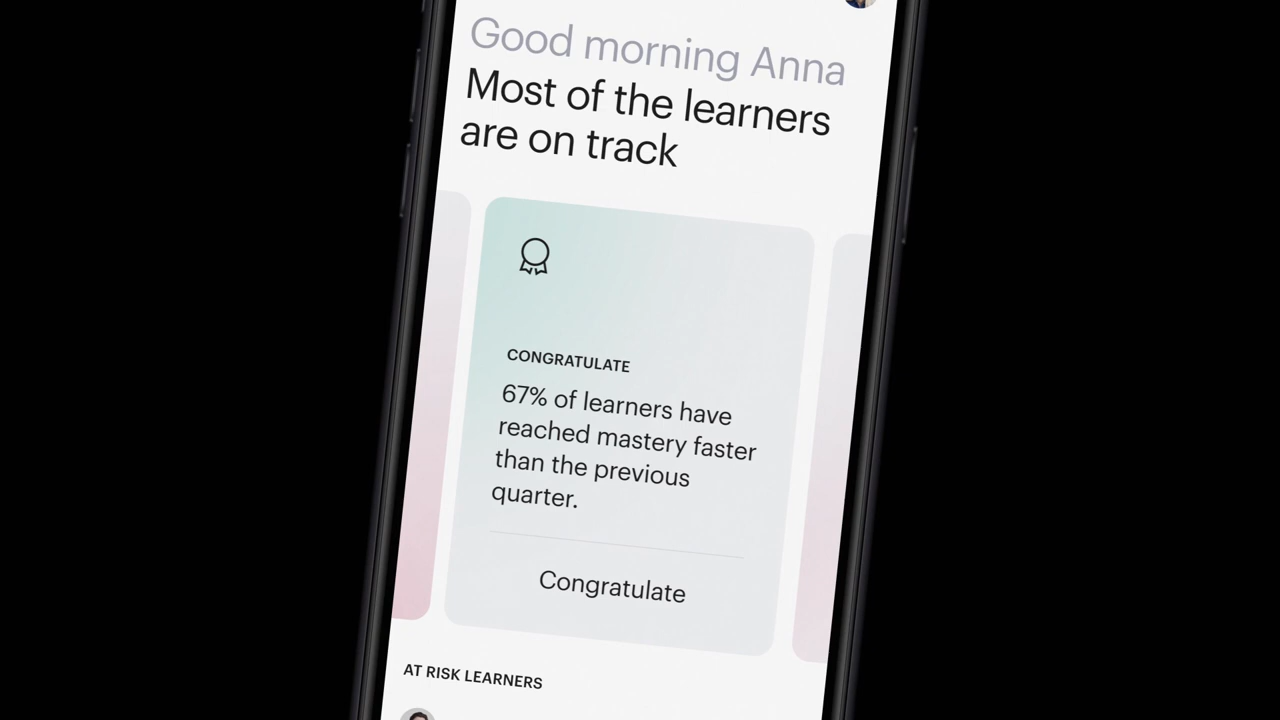 Good morning Anna
Most of the learners
are on track
CONGRATULATE
67% of learners have
reached mastery faster
than the previous
quarter.
Congratulate
AT RISK LEARNERS